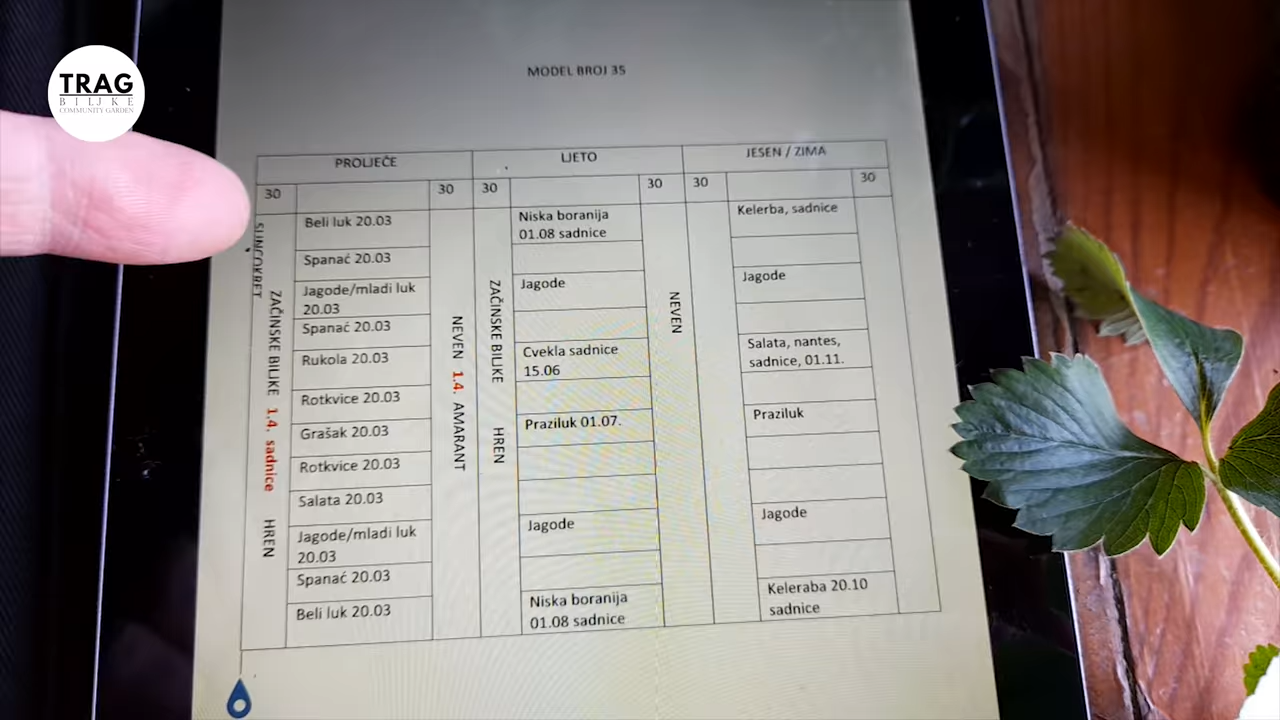 TRAG
BILJKE
COMMUNITY GARDEN
MODEL BROJ 35
PROLJEĆE
LJETO
JESEN / ZIMA
30
30
30
30
30
30
SUNCOKRET
ZAČINSKE BILJKE 1.4. sadnice HREN
Beli luk 20.03
Spanać 20.03
Jagode/mladi luk
20.03
Spanać 20.03
Rukola 20.03
Rotkvice 20.03
Grašak 20.03
Rotkvice 20.03
Salata 20.03
Jagode/mladi luk
20.03
Spanać 20.03
Beli luk 20.03
NEVEN 1.4. AMARANT
ZAČINSKE BILJKE HREN
Niska boranija
01.08 sadnice
Jagode
Cvekla sadnice
15.06
Praziluk 01.07.
Jagode
Niska boranija
01.08 sadnice
NEVEN
Kelerba, sadnice
Jagode
Salata, nantes,
sadnice, 01.11.
Praziluk
Jagode
Keleraba 20.10
sadnice